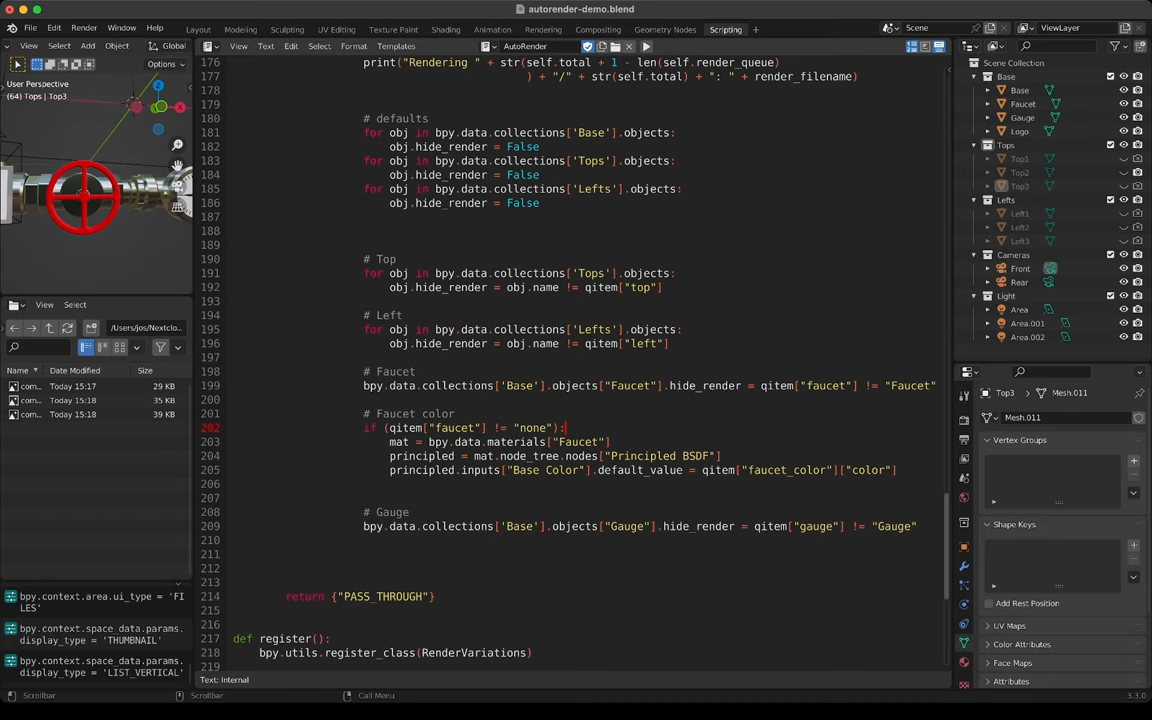 autorender-demo.blend
File Edit Render Window Help Layout Modeling Sculpting UV Editing Texture Paint Shading Animation Rendering Compositing Geometry Nodes Scripting Scene ViewLayer
View Select Add Object Global View Text Edit Select Format Templates AutoRender
Options
User Perspective
(64) Tops | Top3
Z
Y
X
176 print("Rendering " + str(self.total + 1 - len(self.render_queue)
177 ) + "/" + str(self.total) + ": " + render_filename)
178
179
180 # defaults
181 for obj in bpy.data.collections['Base'].objects:
182 obj.hide_render = False
183 for obj in bpy.data.collections['Tops'].objects:
184 obj.hide_render = False
185 for obj in bpy.data.collections['Lefts'].objects:
186 obj.hide_render = False
187
188
189
190 # Top
191 for obj in bpy.data.collections['Tops'].objects:
192 obj.hide_render = obj.name != qitem["top"]
193
194 # Left
195 for obj in bpy.data.collections['Lefts'].objects:
196 obj.hide_render = obj.name != qitem["left"]
197
198 # Faucet
199 bpy.data.collections['Base'].objects["Faucet"].hide_render = qitem["faucet"] != "Faucet"
200
201 # Faucet color
202 if (qitem["faucet"] != "none"):
203 mat = bpy.data.materials["Faucet"]
204 principled = mat.node_tree.nodes["Principled BSDF"]
205 principled.inputs["Base Color"].default_value = qitem["faucet_color"]["color"]
206
207
208 # Gauge
209 bpy.data.collections['Base'].objects["Gauge"].hide_render = qitem["gauge"] != "Gauge"
210
211
212
213
214 return {"PASS_THROUGH"}
215
216
217 def register():
218 bpy.utils.register_class(RenderVariations)
219
Text: Internal
View Select
/Users/jos/Nextclo...
Name Date Modified Size
com... Today 15:17 29 KB
com... Today 15:18 35 KB
com... Today 15:18 39 KB
bpy.context.area.ui_type = 'FI
LES'
bpy.context.space_data.params.
display_type = 'THUMBNAIL'
bpy.context.space_data.params.
display_type = 'LIST_VERTICAL'
Scene Collection
Base
Base
Faucet
Gauge
Logo
Tops
Top1
Top2
Top3
Lefts
Left1
Left2
Left3
Cameras
Front
Rear
Light
Area
Area.001
Area.002
Top3 Mesh.011
Mesh.011
Vertex Groups
Shape Keys
Add Rest Position
UV Maps
Color Attributes
Face Maps
Attributes
Scrollbar Scrollbar Call Menu 3.3.0